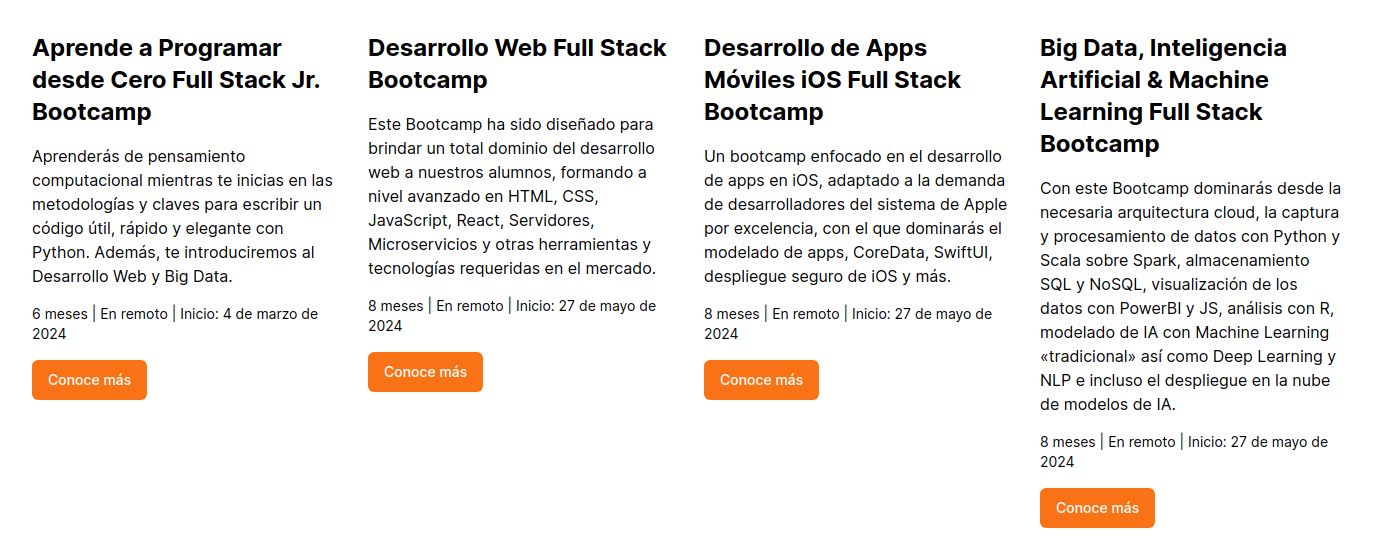 Aprende a Programar
desde Cero Full Stack Jr.
Bootcamp
Aprenderás de pensamiento
computacional mientras te inicias en las
metodologías y claves para escribir un
código útil, rápido y elegante con
Python. Además, te introduciremos al
Desarrollo Web y Big Data.
6 meses | En remoto | Inicio: 4 de marzo de
2024
Conoce más
Desarrollo Web Full Stack
Bootcamp
Este Bootcamp ha sido diseñado para
brindar un total dominio del desarrollo
web a nuestros alumnos, formando a
nivel avanzado en HTML, CSS,
JavaScript, React, Servidores,
Microservicios y otras herramientas y
tecnologías requeridas en el mercado.
8 meses | En remoto | Inicio: 27 de mayo de
2024
Conoce más
Desarrollo de Apps
Móviles iOS Full Stack
Bootcamp
Un bootcamp enfocado en el desarrollo
de apps en iOS, adaptado a la demanda
de desarrolladores del sistema de Apple
por excelencia, con el que dominarás el
modelado de apps, CoreData, SwiftUI,
despliegue seguro de iOS y más.
8 meses | En remoto | Inicio: 27 de mayo de
2024
Conoce más
Big Data, Inteligencia
Artificial & Machine
Learning Full Stack
Bootcamp
Con este Bootcamp dominarás desde la
necesaria arquitectura cloud, la captura
y procesamiento de datos con Python y
Scala sobre Spark, almacenamiento
SQL y NoSQL, visualización de los
datos con PowerBI y JS, análisis con R,
modelado de IA con Machine Learning
«tradicional» así como Deep Learning y
NLP e incluso el despliegue en la nube
de modelos de IA.
8 meses | En remoto | Inicio: 27 de mayo de
2024
Conoce más